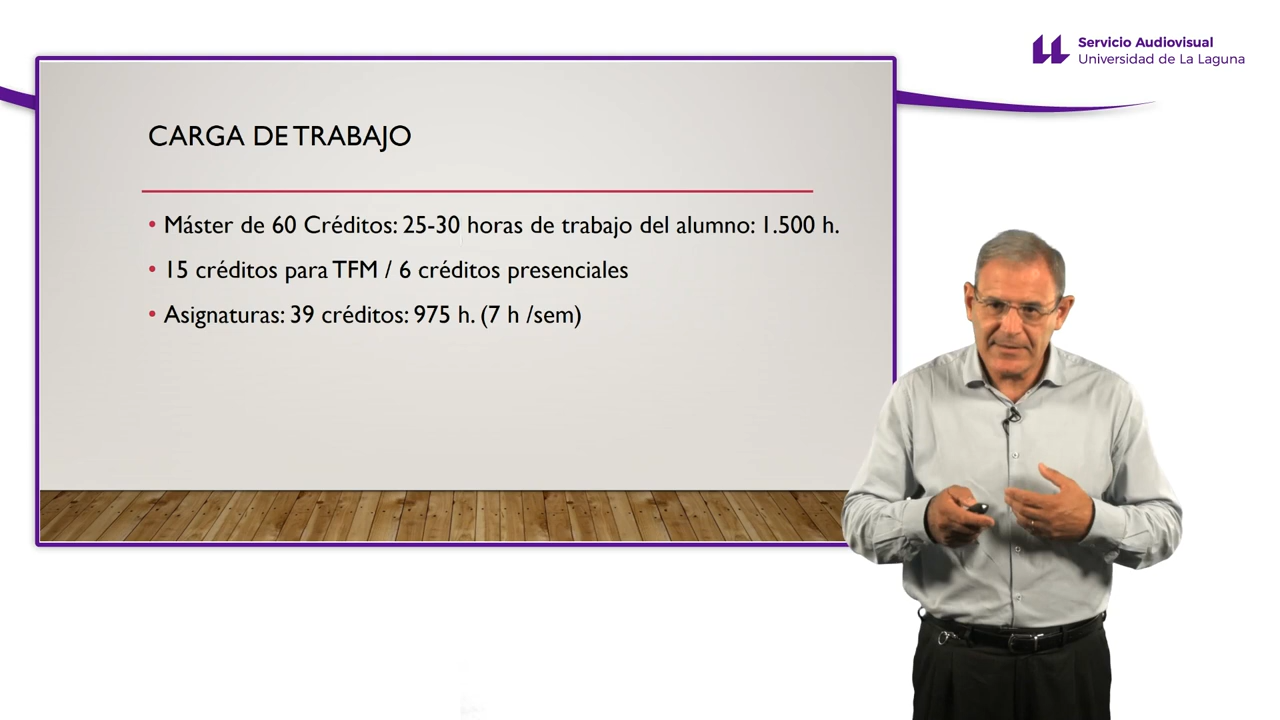 Servicio Audiovisual
Universidad de La Laguna
CARGA DE TRABAJO
• Máster de 60 Créditos: 25-30 horas de trabajo del alumno: 1.500 h.
• 15 créditos para TFM / 6 créditos presenciales
• Asignaturas: 39 créditos: 975 h. (7 h /sem)